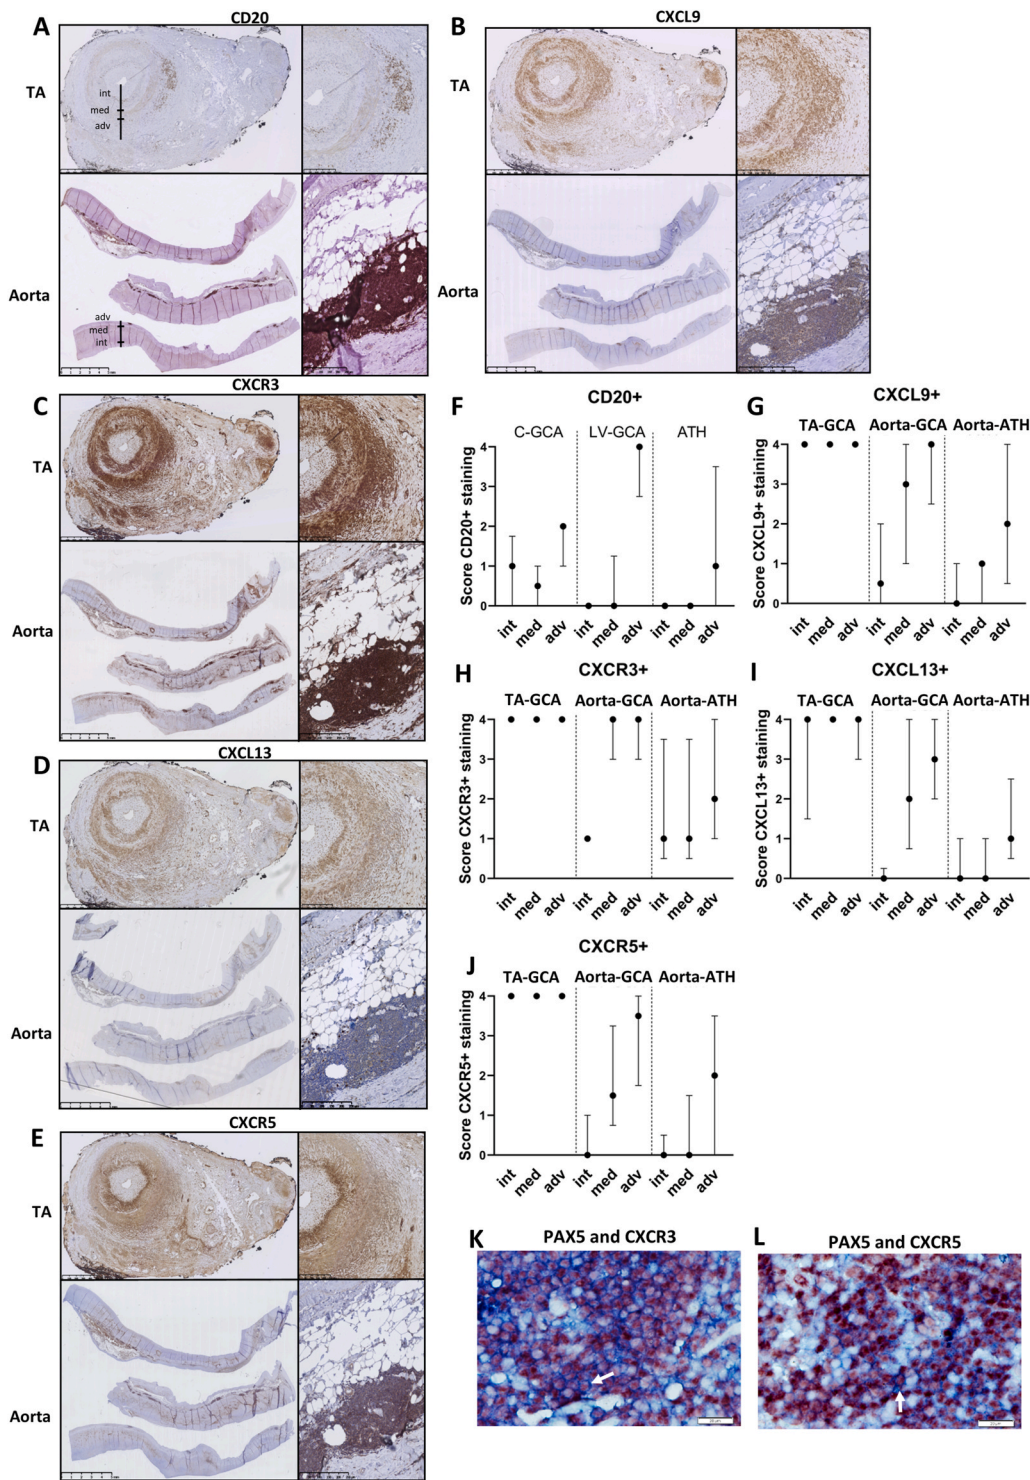 A
CD20
TA
int
med
adv
Aorta
adv
med
int
B
CXCL9
TA
Aorta
C
CXCR3
TA
Aorta
D
CXCL13
TA
Aorta
E
CXCR5
TA
Aorta
F
CD20+
C-GCA
LV-GCA
ATH
Score CD20+ staining
4
3
2
1
0
int
med
adv
int
med
adv
int
med
adv
G
CXCL9+
TA-GCA
Aorta-GCA
Aorta-ATH
Score CXCL9+ staining
4
3
2
1
0
int
med
adv
int
med
adv
int
med
adv
H
CXCR3+
TA-GCA
Aorta-GCA
Aorta-ATH
Score CXCR3+ staining
4
3
2
1
0
int
med
adv
int
med
adv
int
med
adv
I
CXCL13+
TA-GCA
Aorta-GCA
Aorta-ATH
Score CXCL13+ staining
4
3
2
1
0
int
med
adv
int
med
adv
int
med
adv
J
CXCR5+
TA-GCA
Aorta-GCA
Aorta-ATH
Score CXCR5+ staining
4
3
2
1
0
int
med
adv
int
med
adv
int
med
adv
K
PAX5 and CXCR3
L
PAX5 and CXCR5